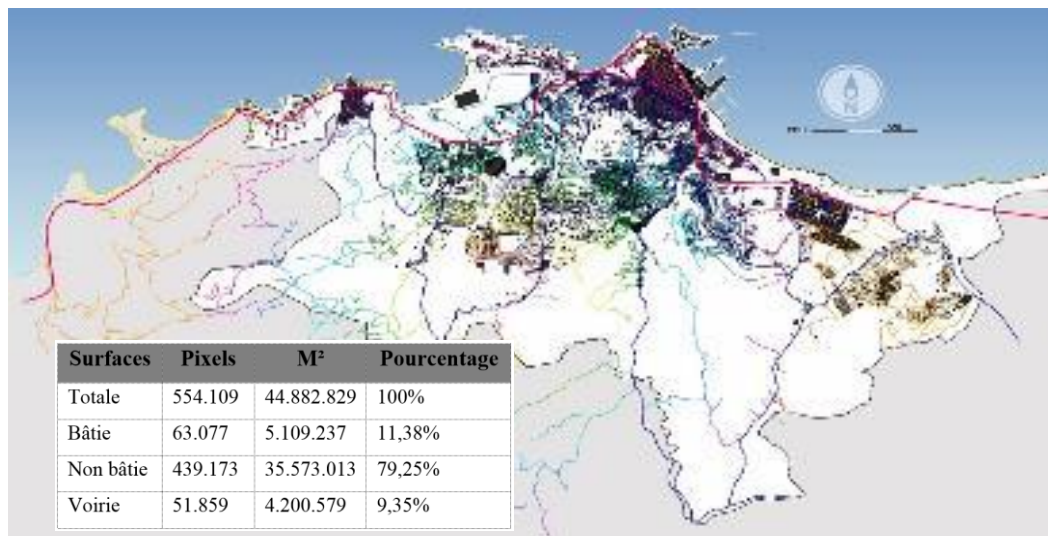 N
Surfaces Pixels M² Pourcentage
Totale 554.109 44.882.829 100%
Bâtie 63.077 5.109.237 11,38%
Non bâtie 439.173 35.573.013 79,25%
Voirie 51.859 4.200.579 9,35%